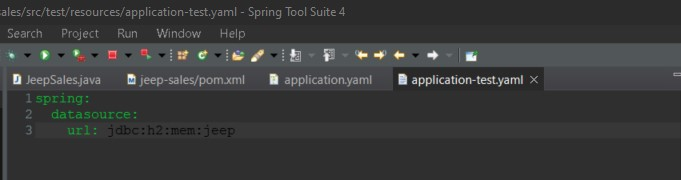 sales/src/test/resources/application-test.yaml - Spring Tool Suite 4
Search Project Run Window Help
JeepSales.java jeep-sales/pom.xml application.yaml application-test.yaml
1 spring:
2 datasource:
3 url: jdbc:h2:mem:jeep